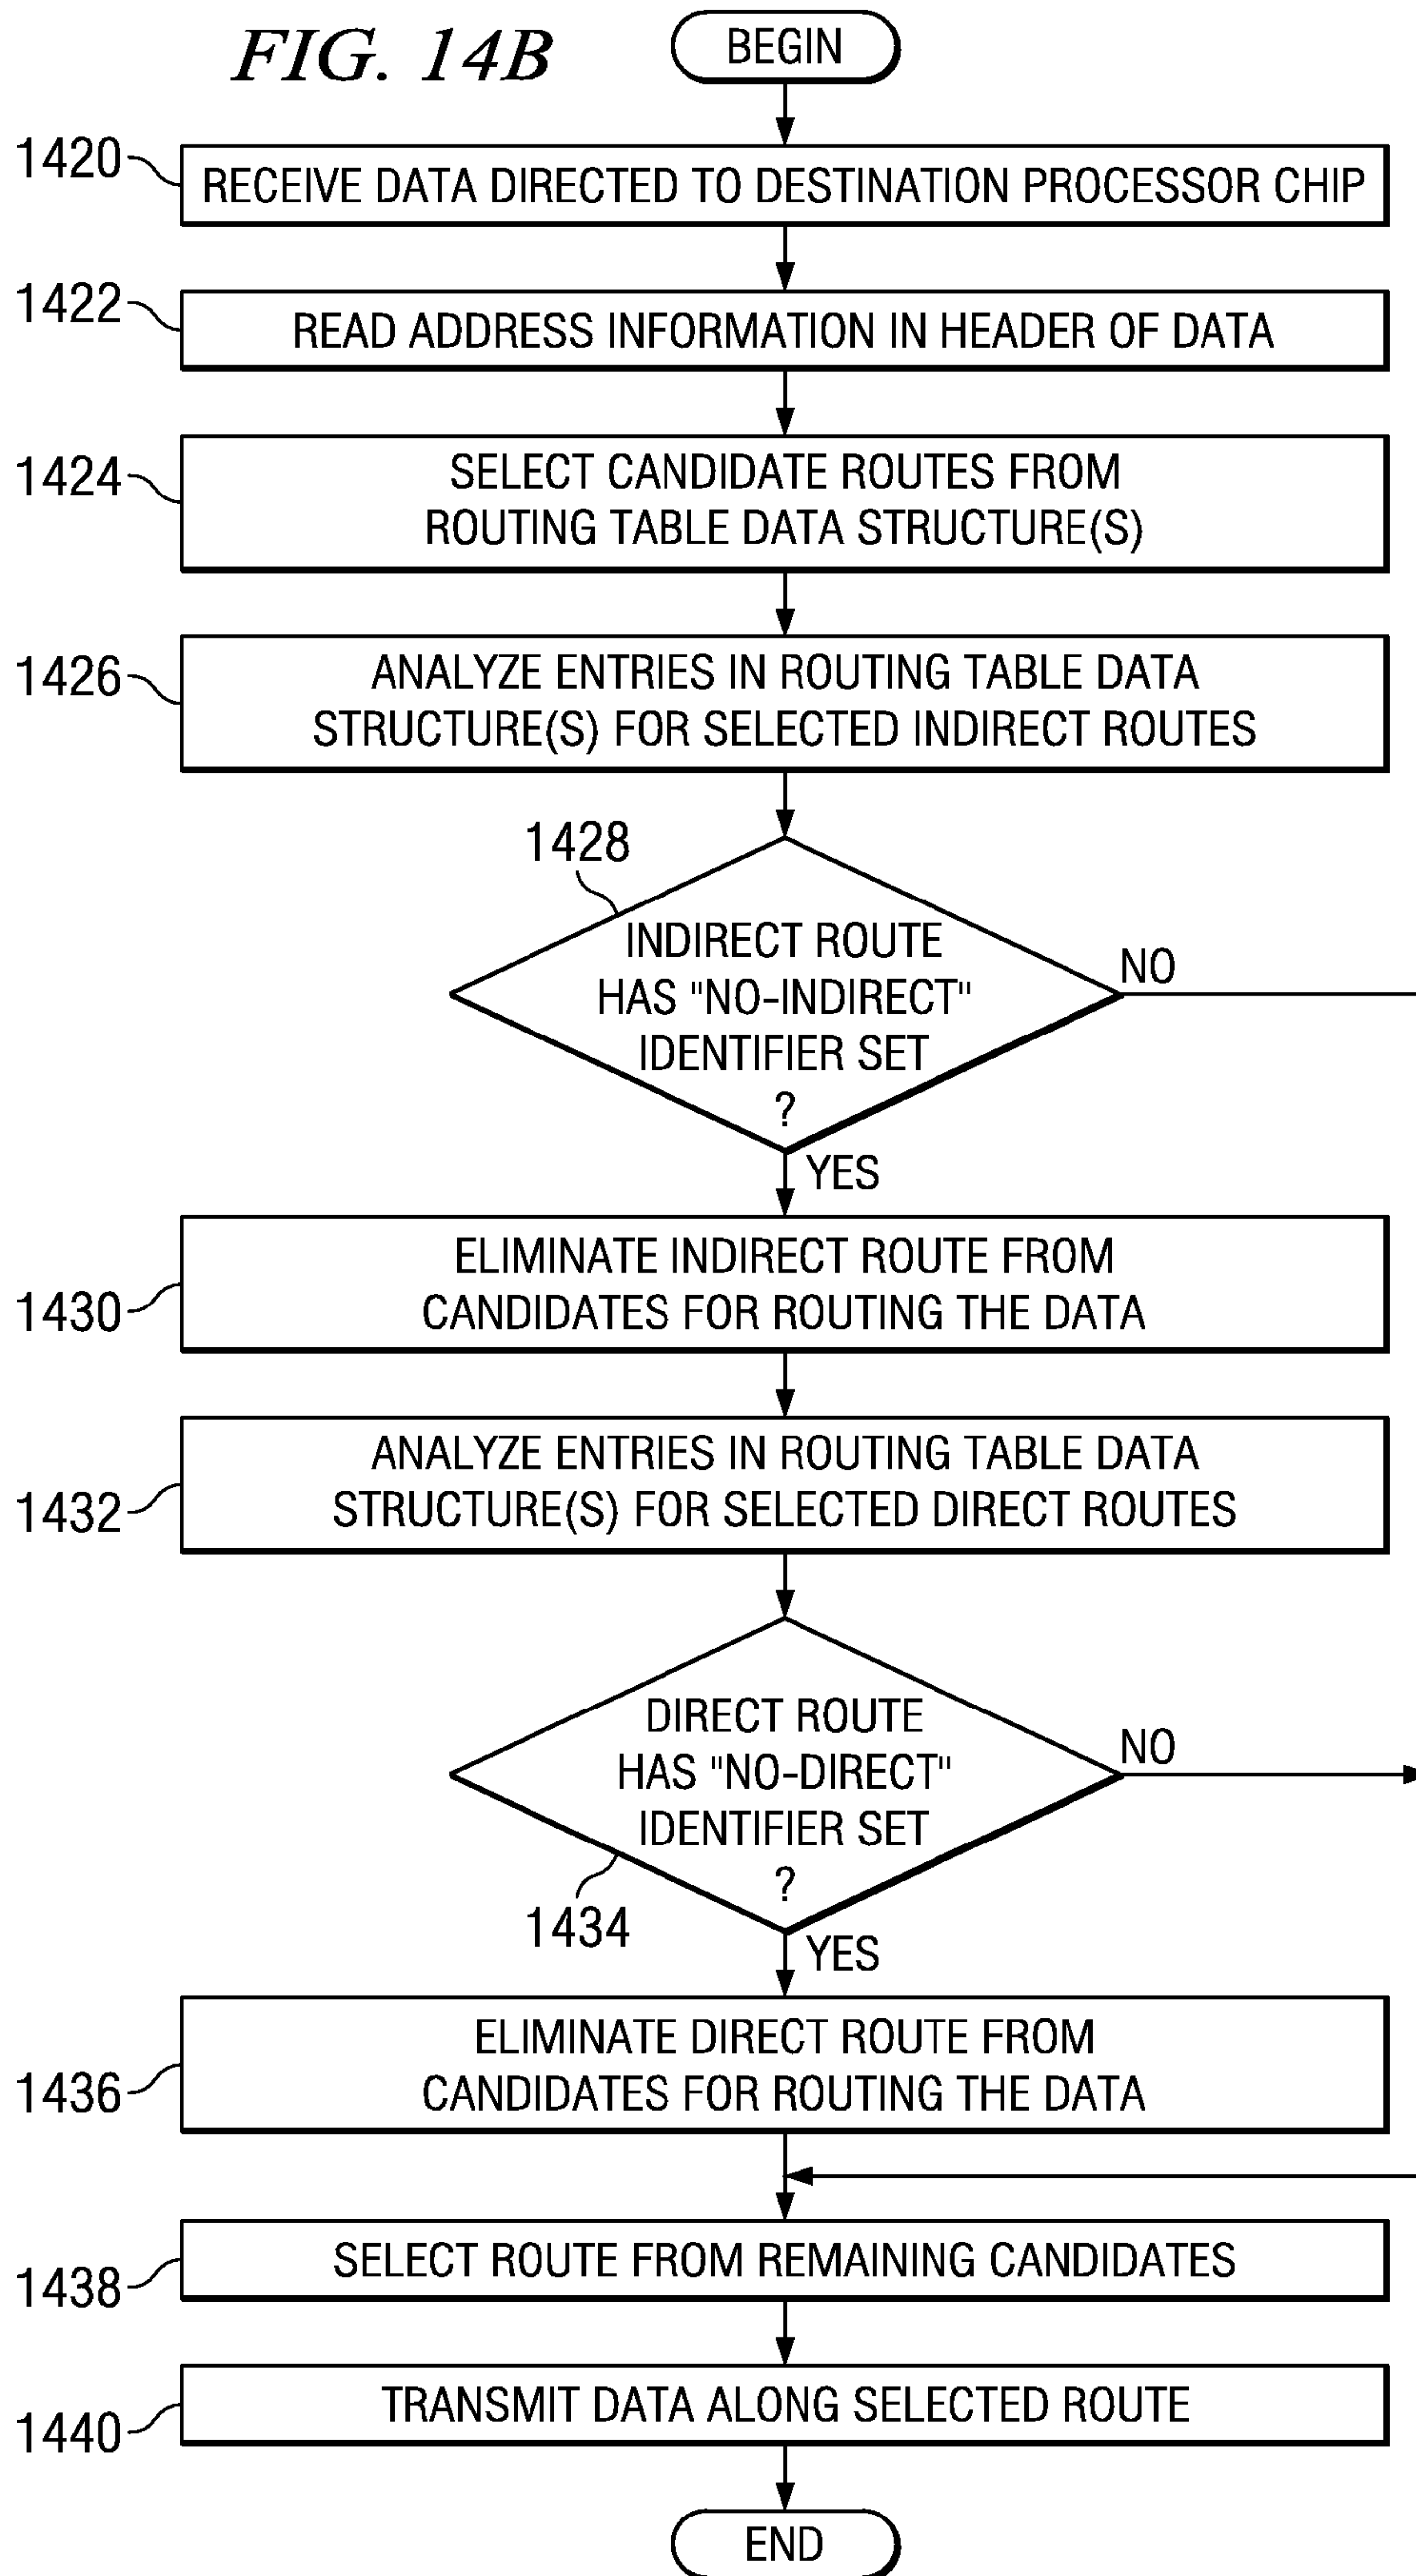 FIG. 14B
BEGIN
1420
RECEIVE DATA DIRECTED TO DESTINATION PROCESSOR CHIP
1422
READ ADDRESS INFORMATION IN HEADER OF DATA
1424
SELECT CANDIDATE ROUTES FROM
ROUTING TABLE DATA STRUCTURE(S)
1426
ANALYZE ENTRIES IN ROUTING TABLE DATA
STRUCTURE(S) FOR SELECTED INDIRECT ROUTES
1428
INDIRECT ROUTE
HAS "NO-INDIRECT"
IDENTIFIER SET
?
NO
YES
1430
ELIMINATE INDIRECT ROUTE FROM
CANDIDATES FOR ROUTING THE DATA
1432
ANALYZE ENTRIES IN ROUTING TABLE DATA
STRUCTURE(S) FOR SELECTED DIRECT ROUTES
DIRECT ROUTE
HAS "NO-DIRECT"
IDENTIFIER SET
?
NO
1434
YES
1436
ELIMINATE DIRECT ROUTE FROM
CANDIDATES FOR ROUTING THE DATA
1438
SELECT ROUTE FROM REMAINING CANDIDATES
1440
TRANSMIT DATA ALONG SELECTED ROUTE
END